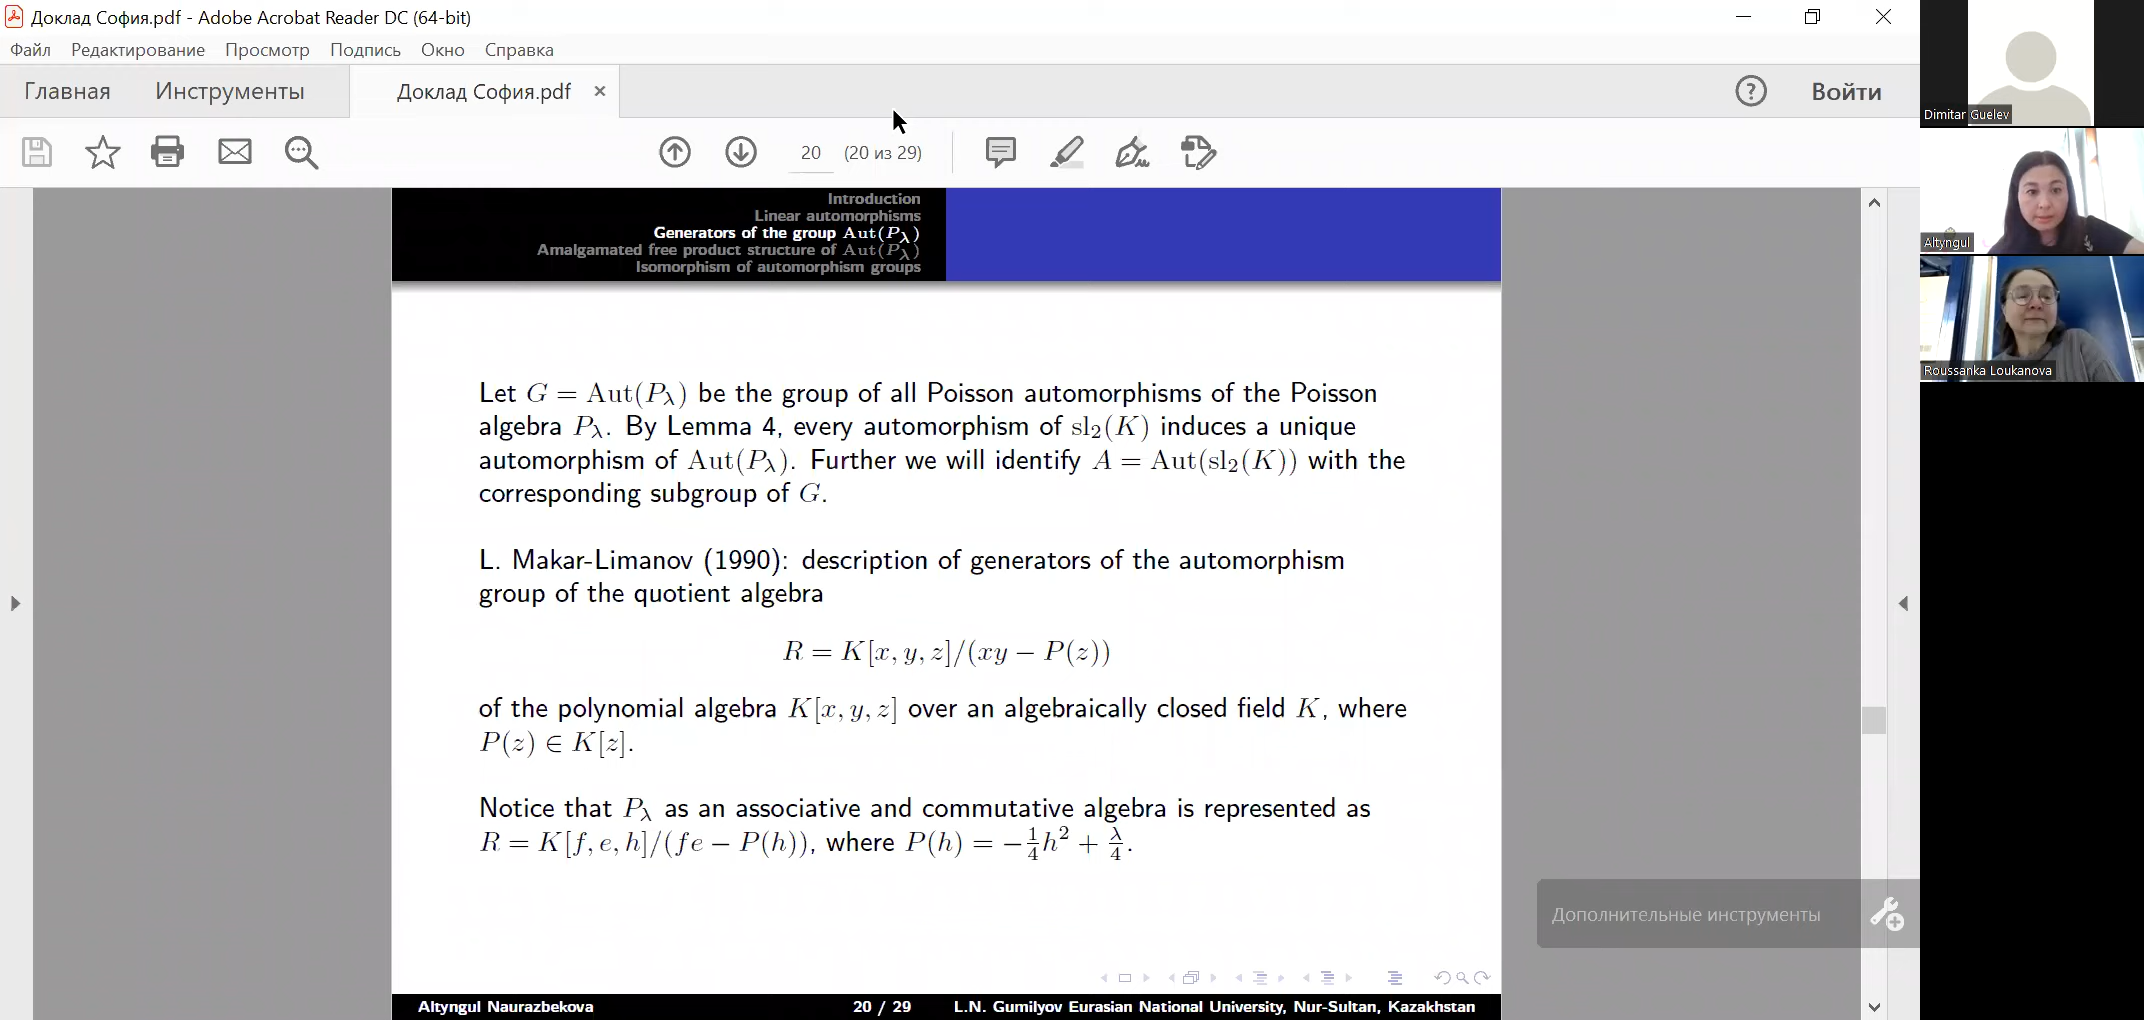 Доклад София.pdf - Adobe Acrobat Reader DC (64-bit)
Файл Редактирование Просмотр Подпись Окно Справка
Главная Инструменты Доклад София.pdf × ? Войти
20 (20 из 29)
Introduction
Linear automorphisms
Generators of the group Aut(P_λ)
Amalgamated free product structure of Aut(P_λ)
Isomorphism of automorphism groups
Let G = Aut(P_λ) be the group of all Poisson automorphisms of the Poisson
algebra P_λ. By Lemma 4, every automorphism of sl₂(K) induces a unique
automorphism of Aut(P_λ). Further we will identify A = Aut(sl₂(K)) with the
corresponding subgroup of G.
L. Makar-Limanov (1990): description of generators of the automorphism
group of the quotient algebra
R = K[x, y, z]/(xy − P(z))
of the polynomial algebra K[x, y, z] over an algebraically closed field K, where
P(z) ∈ K[z].
Notice that P_λ as an associative and commutative algebra is represented as
R = K[f, e, h]/(fe − P(h)), where P(h) = −¼h² + λ/4.
Дополнительные инструменты
Altyngul Naurazbekova 20 / 29 L.N. Gumilyov Eurasian National University, Nur-Sultan, Kazakhstan
Dimitar Guelev
Altyngul
Roussanka Loukanova